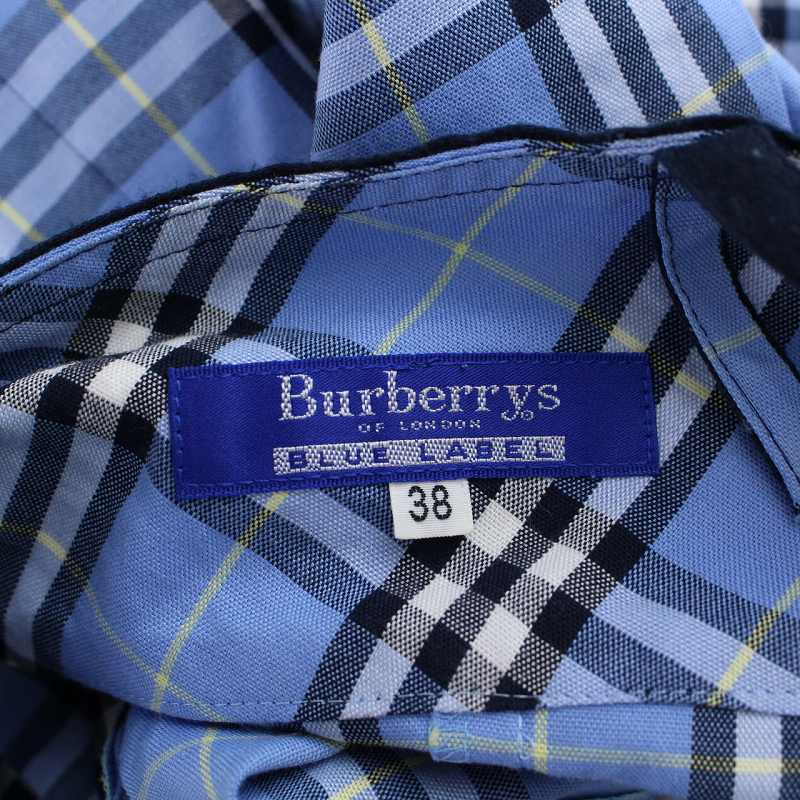 Burberrys
OF LONDON
BLUE LABEL
38